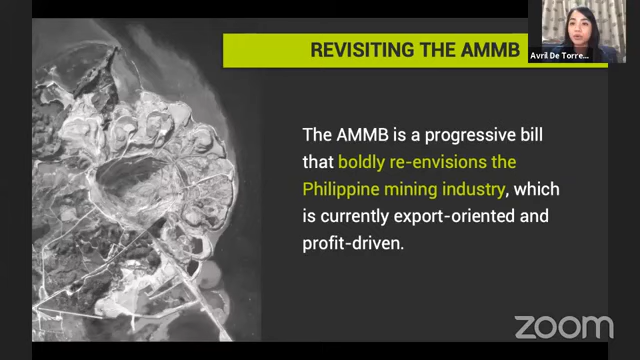 REVISITING THE AMMB
Avril De Torre...
The AMMB is a progressive bill
that boldly re-envisions the
Philippine mining industry, which
is currently export-oriented and
profit-driven.
zoom